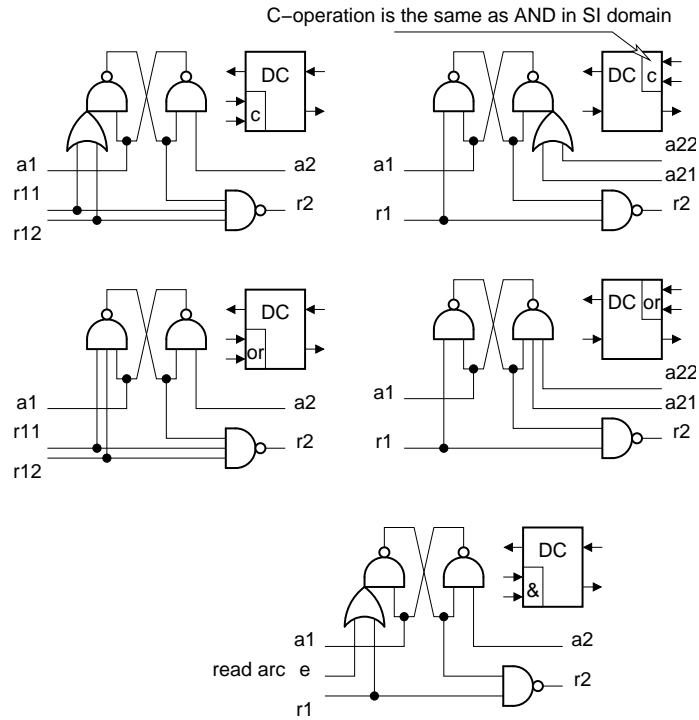 C−operation is the same as AND in SI domain
DC
c
a1
a2
r11
r2
r12
DC
c
a22
a1
a21
r1
r2
DC
or
a1
a2
r11
r2
r12
DC
or
a22
a1
a21
r1
r2
DC
&
a1
a2
read arc e
r2
r1